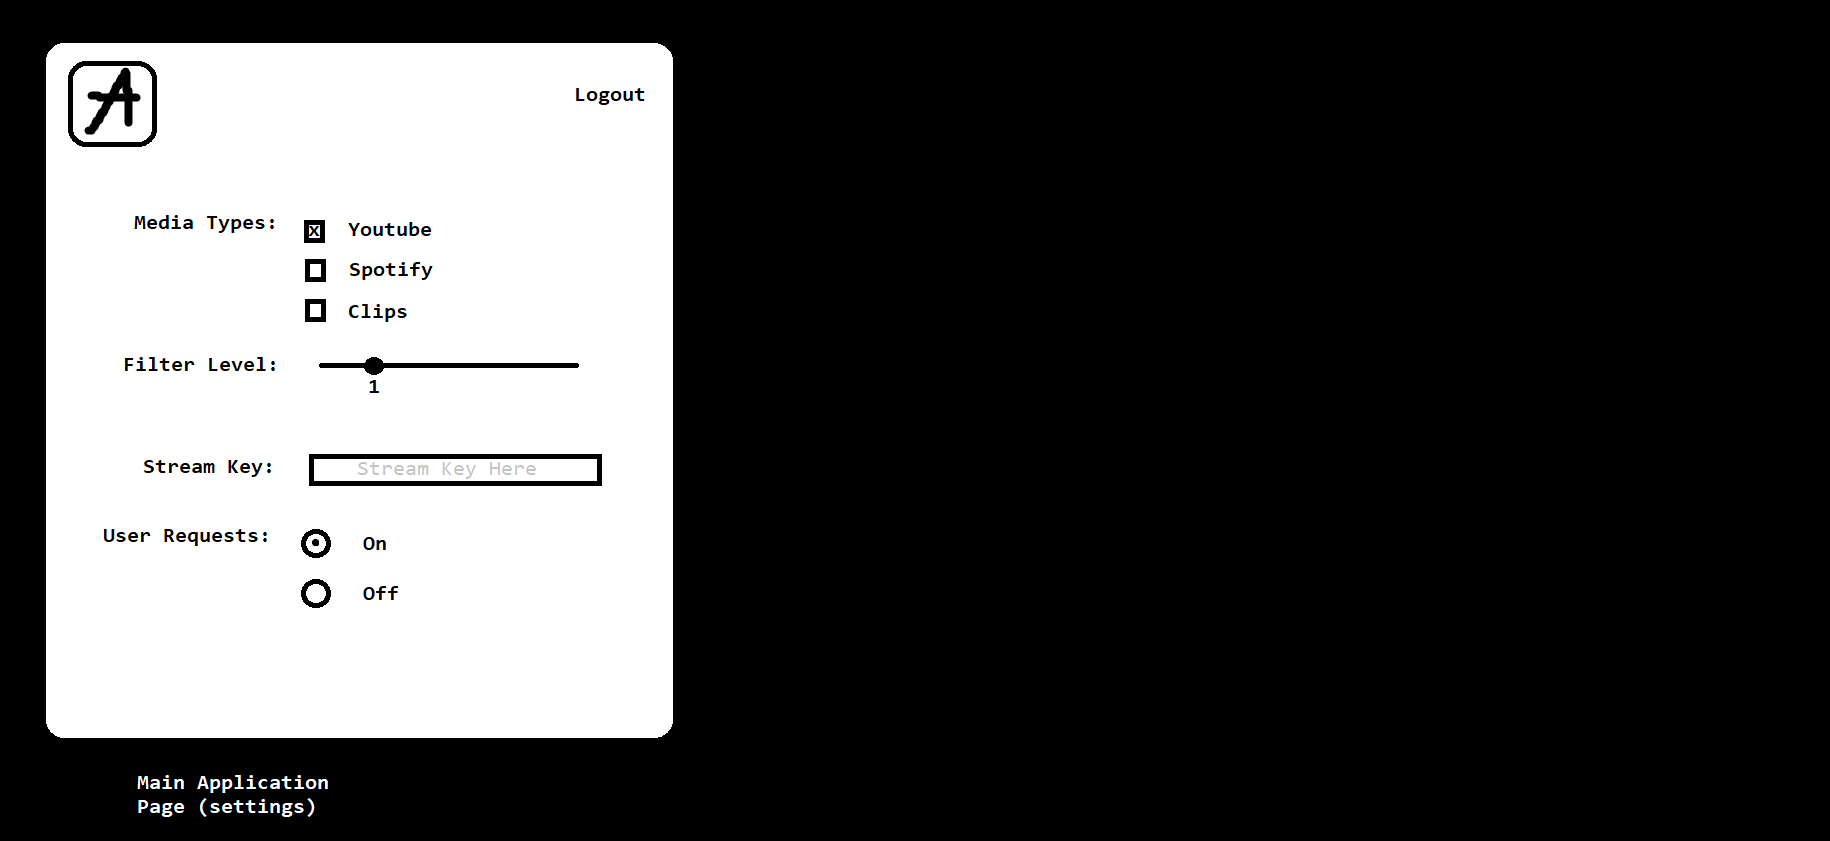 A
Logout
Media Types:
x Youtube
Spotify
Clips
Filter Level:
1
Stream Key: Stream Key Here
User Requests:
On
Off
Main Application
Page (settings)